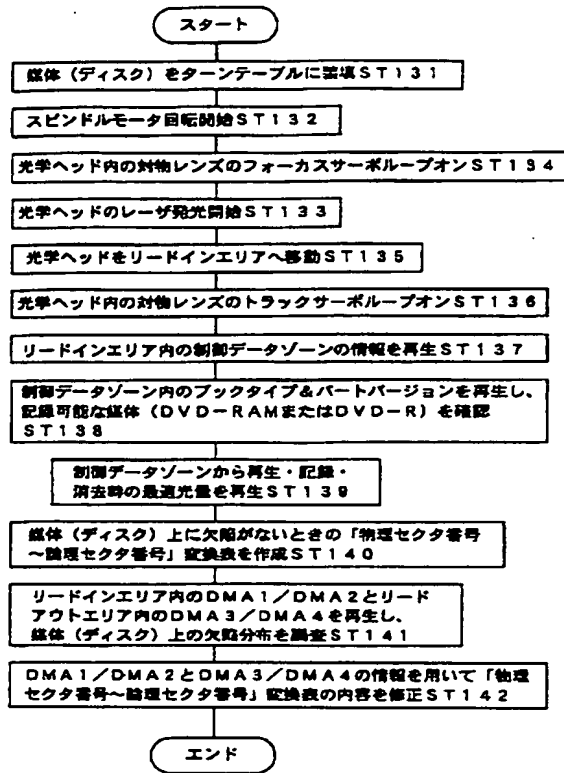 スタート
媒体（ディスク）をターンテーブルに装填ＳＴ１３１
スピンドルモータ回転開始ＳＴ１３２
光学ヘッド内の対物レンズのフォーカスサーボループオンＳＴ１３４
光学ヘッドのレーザ発光開始ＳＴ１３３
光学ヘッドをリードインエリアへ移動ＳＴ１３５
光学ヘッド内の対物レンズのトラックサーボループオンＳＴ１３６
リードインエリア内の制御データゾーンの情報を再生ＳＴ１３７
制御データゾーン内のブックタイプ＆パートバージョンを再生し、
記録可能な媒体（ＤＶＤ－ＲＡＭまたはＤＶＤ－Ｒ）を確認
ＳＴ１３８
制御データゾーンから再生・記録・
消去時の最適光量を再生ＳＴ１３９
媒体（ディスク）上に欠陥がないときの「物理セクタ番号
～論理セクタ番号」変換表を作成ＳＴ１４０
リードインエリア内のＤＭＡ１／ＤＭＡ２とリード
アウトエリア内のＤＭＡ３／ＤＭＡ４を再生し、
媒体（ディスク）上の欠陥分布を調査ＳＴ１４１
ＤＭＡ１／ＤＭＡ２とＤＭＡ３／ＤＭＡ４の情報を用いて「物理
セクタ番号～論理セクタ番号」変換表の内容を修正ＳＴ１４２
エンド